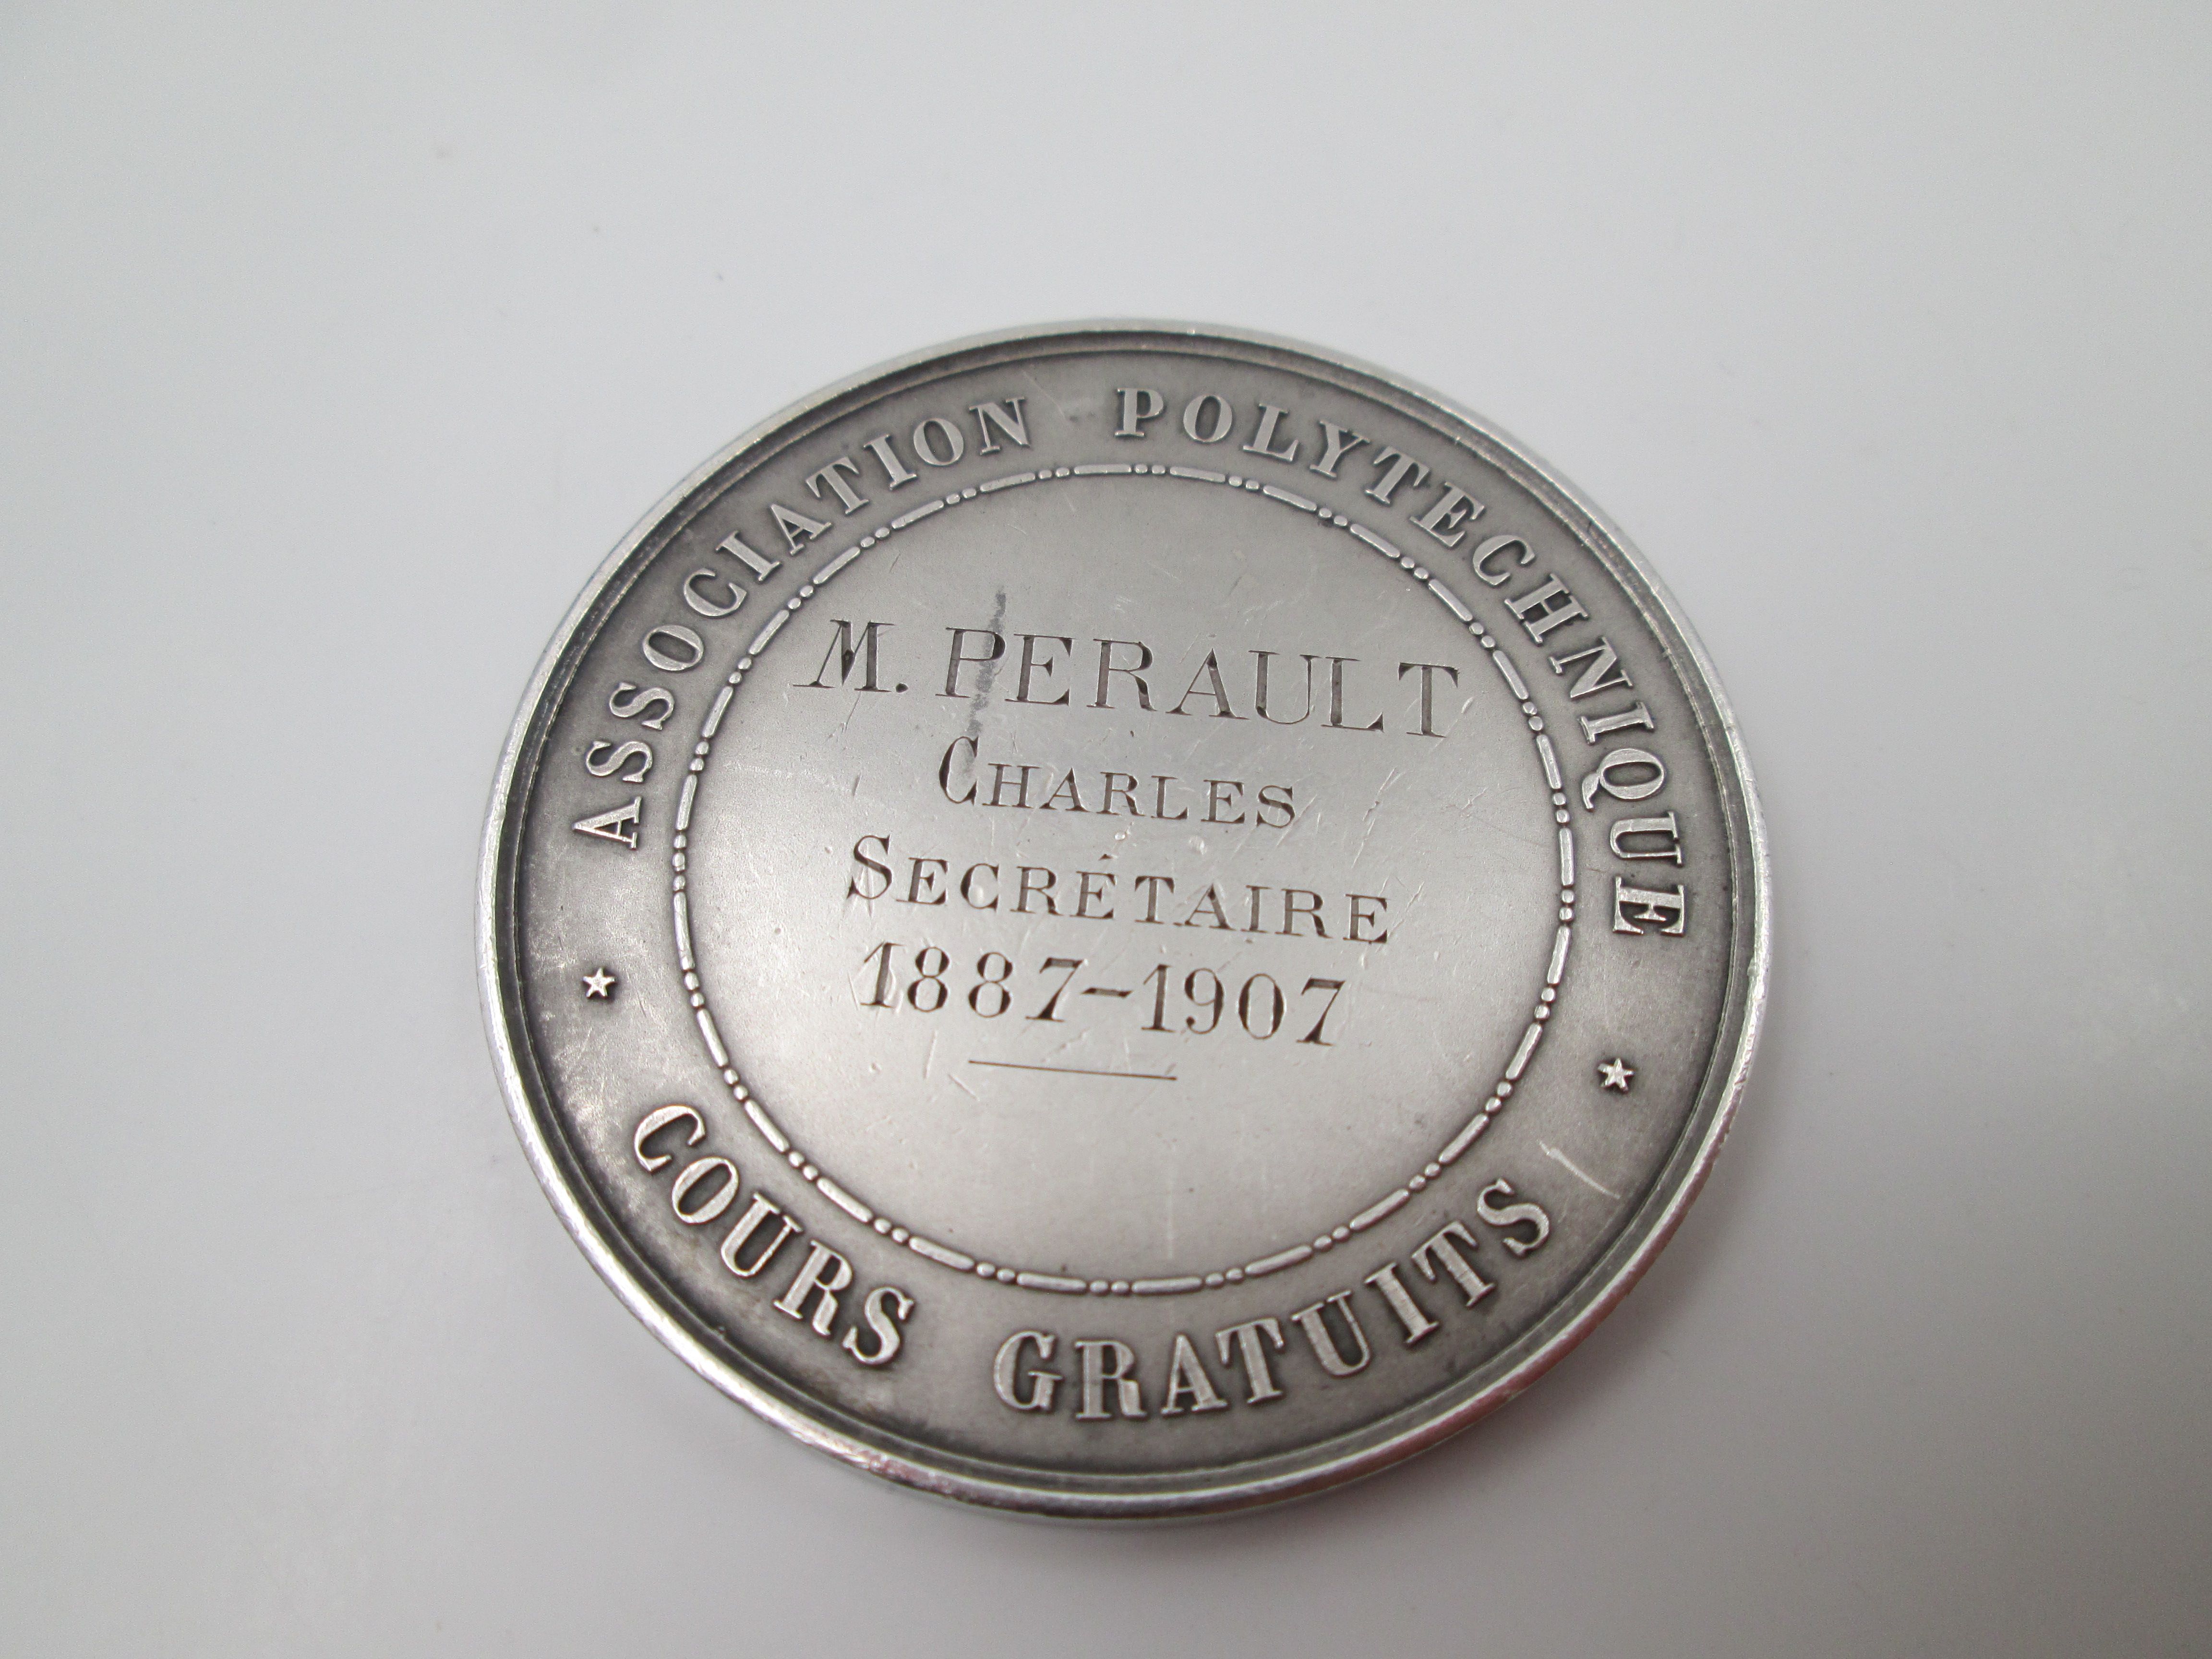 ASSOCIATION POLYTECHNIQUE
M. PERAULT
CHARLES
SECRÉTAIRE
1887-1907
COURS GRATUITS